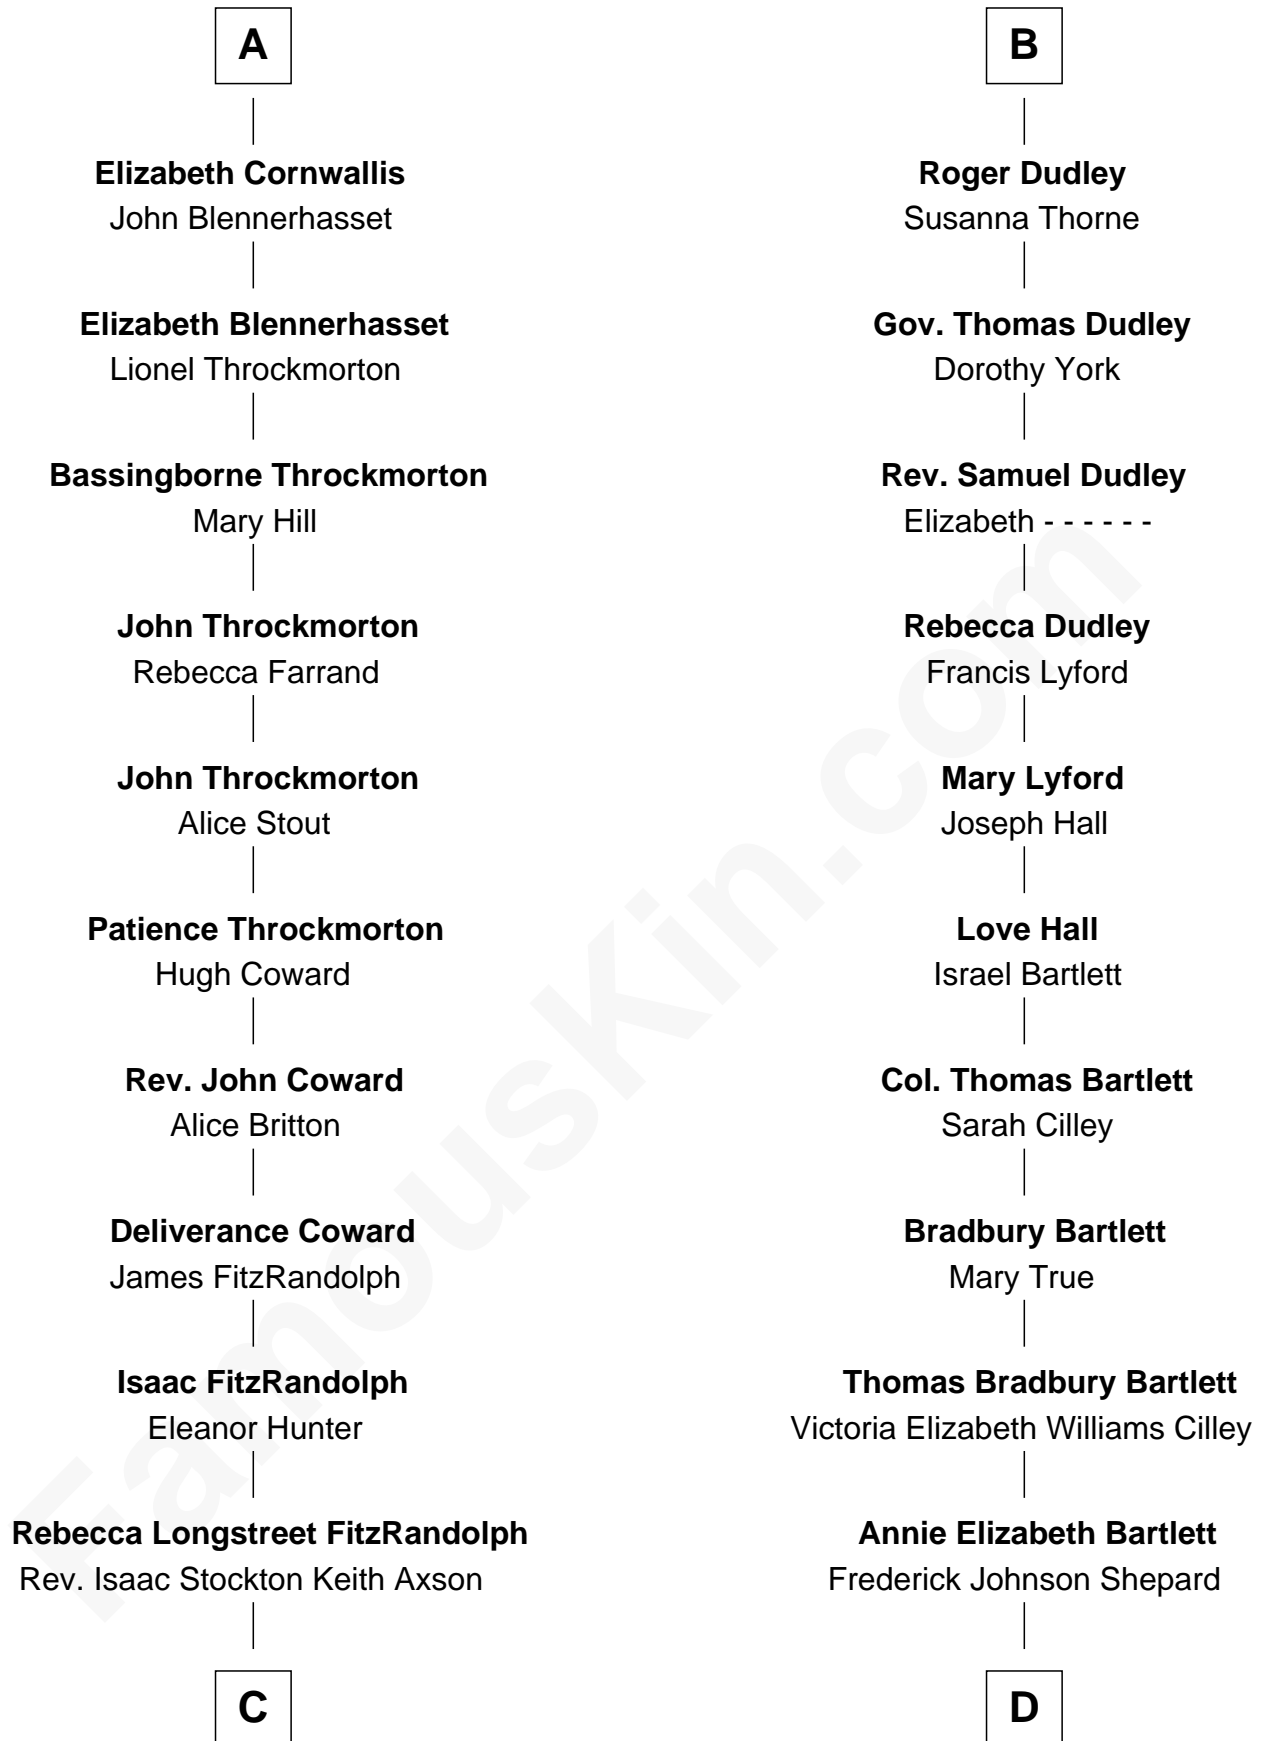 A
Elizabeth Cornwallis
John Blennerhasset
Elizabeth Blennerhasset
Lionel Throckmorton
Bassingborne Throckmorton
Mary Hill
John Throckmorton
Rebecca Farrand
John Throckmorton
Alice Stout
Patience Throckmorton
Hugh Coward
Rev. John Coward
Alice Britton
Deliverance Coward
James FitzRandolph
Isaac FitzRandolph
Eleanor Hunter
Rebecca Longstreet FitzRandolph
Rev. Isaac Stockton Keith Axson
C
B
Roger Dudley
Susanna Thorne
Gov. Thomas Dudley
Dorothy York
Rev. Samuel Dudley
Elizabeth - - - - - -
Rebecca Dudley
Francis Lyford
Mary Lyford
Joseph Hall
Love Hall
Israel Bartlett
Col. Thomas Bartlett
Sarah Cilley
Bradbury Bartlett
Mary True
Thomas Bradbury Bartlett
Victoria Elizabeth Williams Cilley
Annie Elizabeth Bartlett
Frederick Johnson Shepard
D
FamousKin.com